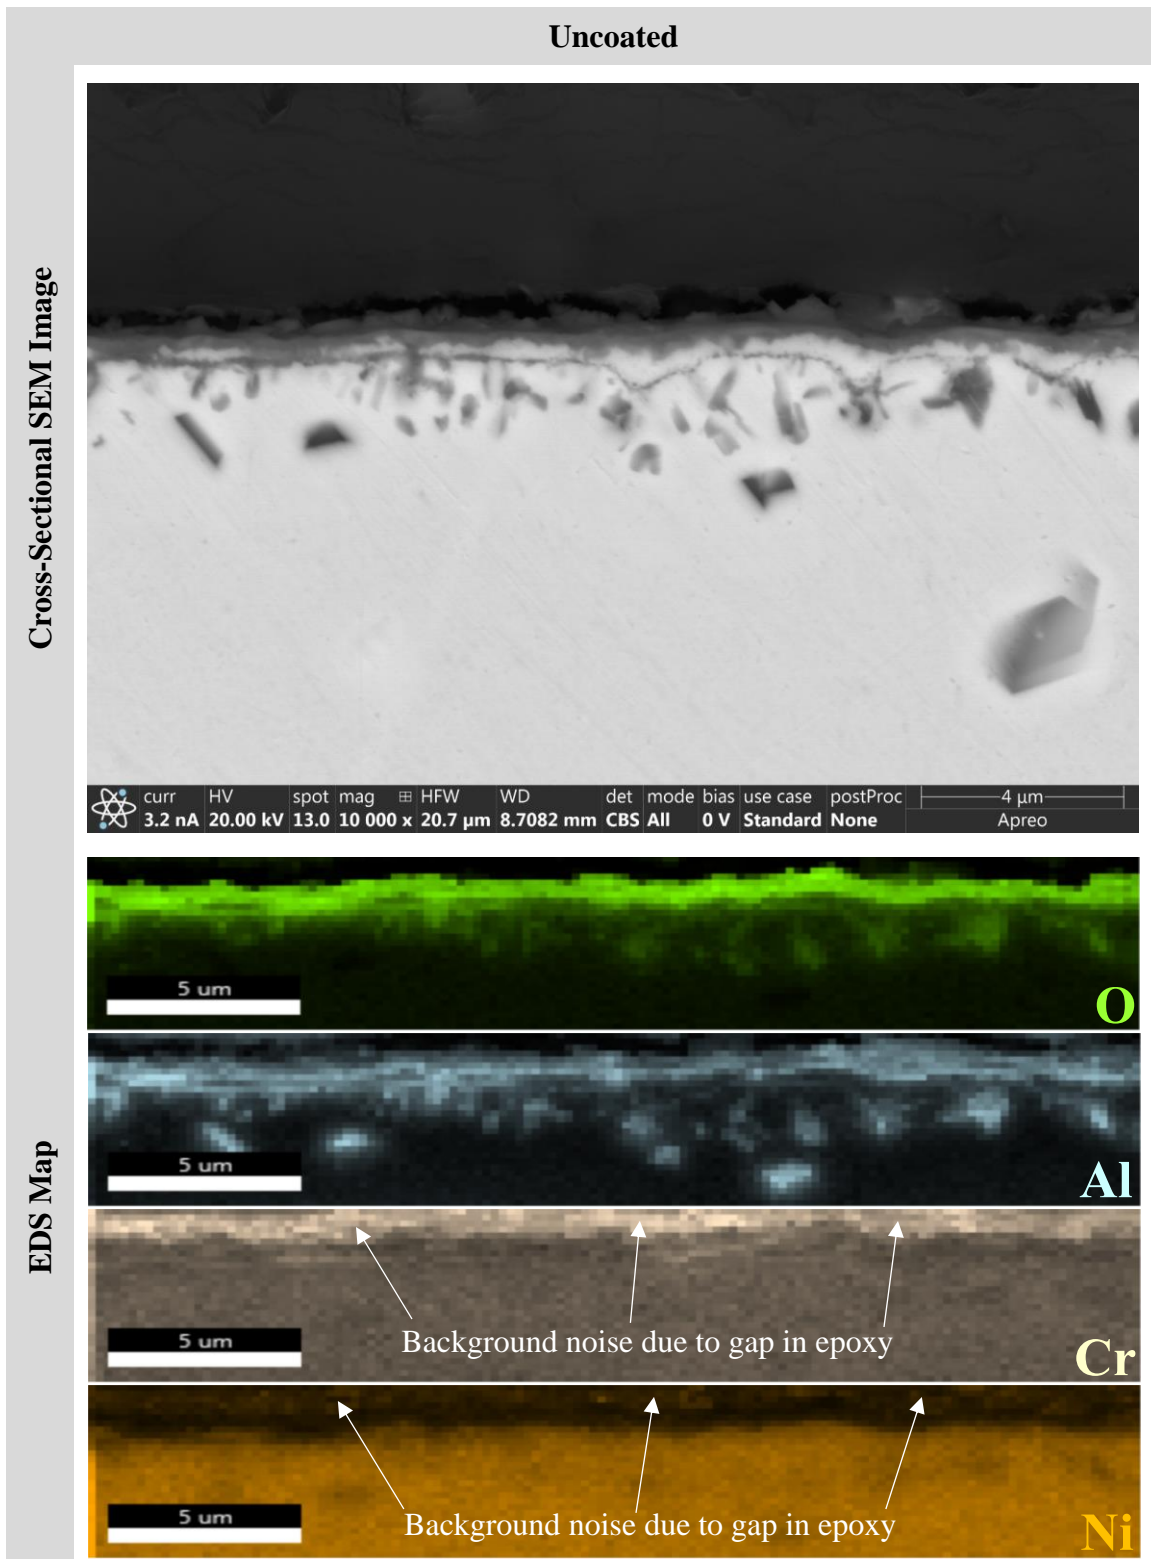 Uncoated
Cross-Sectional SEM Image
curr HV spot mag HFW WD det mode bias use case postProc 4 µm
3.2 nA 20.00 kV 13.0 10 000 x 20.7 µm 8.7082 mm CBS All 0 V Standard None Apreo
EDS Map
5 um
O
5 um
Al
Background noise due to gap in epoxy
5 um
Cr
5 um
Background noise due to gap in epoxy
Ni